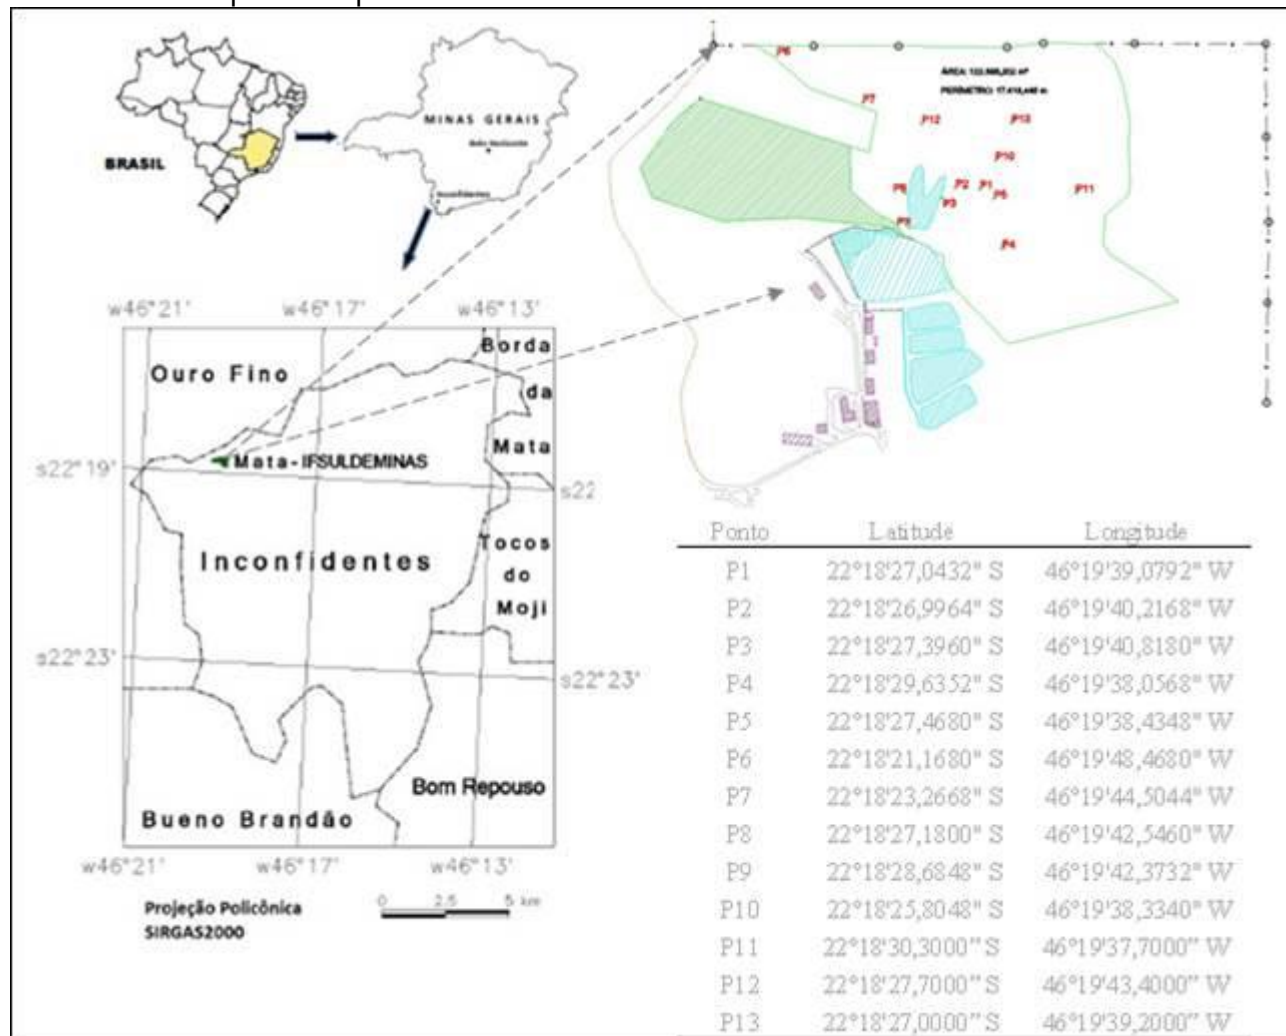 BRASIL
MINAS GERAIS
Belo Horizonte
Inconfidentes
ÁREA:
PERÍMETRO:
P6
P7
P12
P13
P10
P8
P2
P1
P5
P11
P3
P9
P4
w46°21' w46°17' w46°13'
Borda
da
Mata
Ouro Fino
Mata-IFSULDEMINAS
s22°19'
s22
Inconfidentes
Tocos
do
Moji
s22°23'
s22°23'
Bom Repouso
Bueno Brandão
w46°21' w46°17' w46°13'
Projeção Policônica
SIRGAS2000
0 2,5 5 km
Ponto Latitude Longitude
P1 22°18'27,0432" S 46°19'39,0792" W
P2 22°18'26,9964" S 46°19'40,2168" W
P3 22°18'27,3960" S 46°19'40,8180" W
P4 22°18'29,6352" S 46°19'38,0568" W
P5 22°18'27,4680" S 46°19'38,4348" W
P6 22°18'21,1680" S 46°19'48,4680" W
P7 22°18'23,2668" S 46°19'44,5044" W
P8 22°18'27,1800" S 46°19'42,5460" W
P9 22°18'28,6848" S 46°19'42,3732" W
P10 22°18'25,8048" S 46°19'38,3340" W
P11 22°18'30,3000" S 46°19'37,7000" W
P12 22°18'27,7000" S 46°19'43,4000" W
P13 22°18'27,0000" S 46°19'39,2000" W